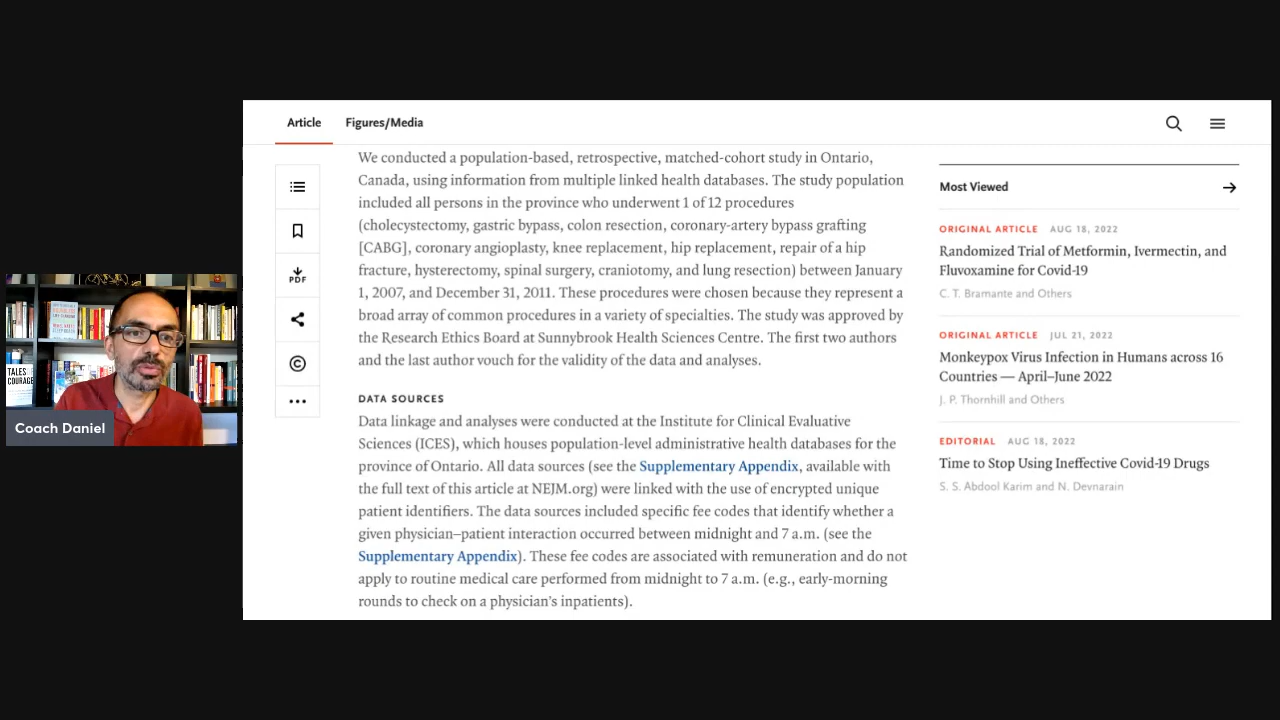 Article Figures/Media
We conducted a population-based, retrospective, matched-cohort study in Ontario,
Canada, using information from multiple linked health databases. The study population
included all persons in the province who underwent 1 of 12 procedures
(cholecystectomy, gastric bypass, colon resection, coronary-artery bypass grafting
[CABG], coronary angioplasty, knee replacement, hip replacement, repair of a hip
fracture, hysterectomy, spinal surgery, craniotomy, and lung resection) between January
1, 2007, and December 31, 2011. These procedures were chosen because they represent a
broad array of common procedures in a variety of specialties. The study was approved by
the Research Ethics Board at Sunnybrook Health Sciences Centre. The first two authors
and the last author vouch for the validity of the data and analyses.
DATA SOURCES
Data linkage and analyses were conducted at the Institute for Clinical Evaluative
Sciences (ICES), which houses population-level administrative health databases for the
province of Ontario. All data sources (see the Supplementary Appendix, available with
the full text of this article at NEJM.org) were linked with the use of encrypted unique
patient identifiers. The data sources included specific fee codes that identify whether a
given physician–patient interaction occurred between midnight and 7 a.m. (see the
Supplementary Appendix). These fee codes are associated with remuneration and do not
apply to routine medical care performed from midnight to 7 a.m. (e.g., early-morning
rounds to check on a physician's inpatients).
PDF
Most Viewed
ORIGINAL ARTICLE AUG 18, 2022
Randomized Trial of Metformin, Ivermectin, and
Fluvoxamine for Covid-19
C. T. Bramante and Others
ORIGINAL ARTICLE JUL 21, 2022
Monkeypox Virus Infection in Humans across 16
Countries — April–June 2022
J. P. Thornhill and Others
EDITORIAL AUG 18, 2022
Time to Stop Using Ineffective Covid-19 Drugs
S. S. Abdool Karim and N. Devnarain
TALES
COURAGE
Coach Daniel